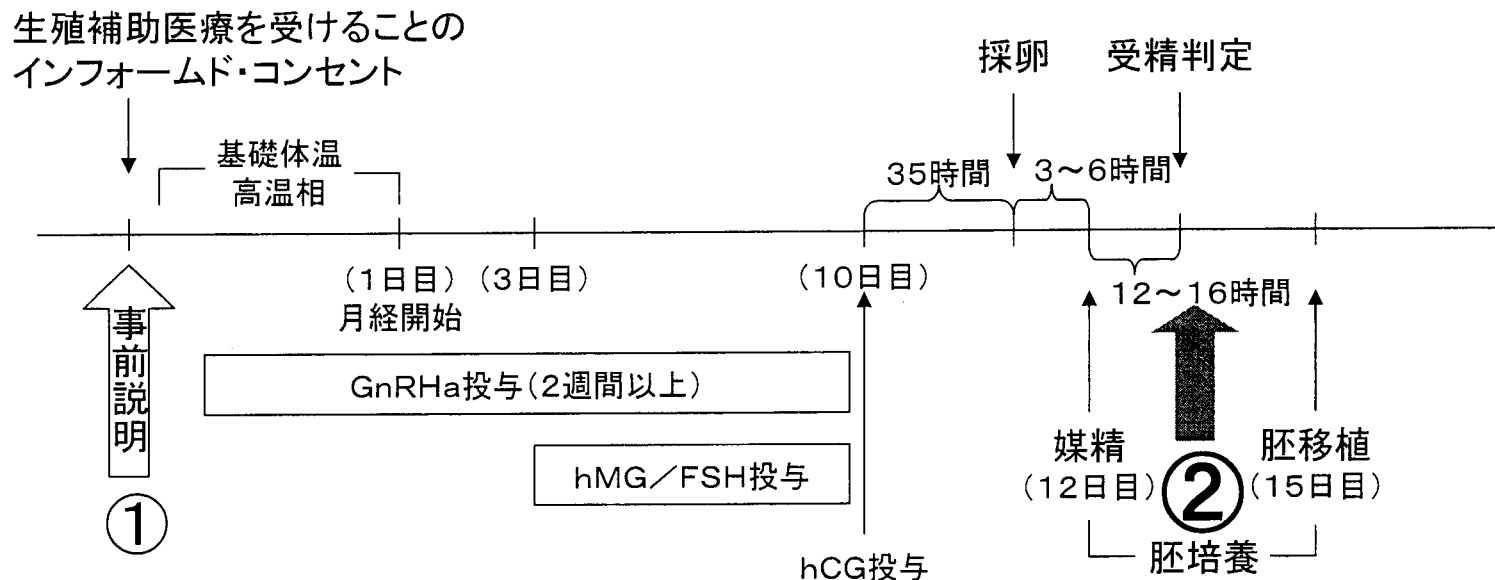 生殖補助医療を受けることの
インフォームド・コンセント
採卵
受精判定
基礎体温
高温相
35時間
3~6時間
(1日目)
月経開始
(3日目)
(10日目)
12~16時間
事前説明
①
GnRHa投与(2週間以上)
hMG/FSH投与
hCG投与
媒精
(12日目)
②
胚移植
(15日目)
胚培養